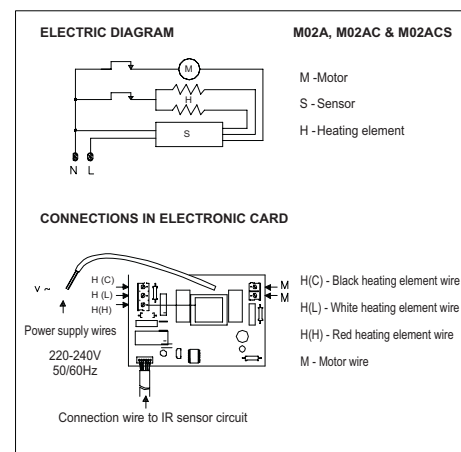 ELECTRIC DIAGRAM
M02A, M02AC & M02ACS
M
H
S
N L
M -Motor
S - Sensor
H - Heating element
CONNECTIONS IN ELECTRONIC CARD
V ~
H (C)
H (L)
H(H)
M
M
Power supply wires
220-240V
50/60Hz
Connection wire to IR sensor circuit
H(C) - Black heating element wire
H(L) - White heating element wire
H(H) - Red heating element wire
M - Motor wire